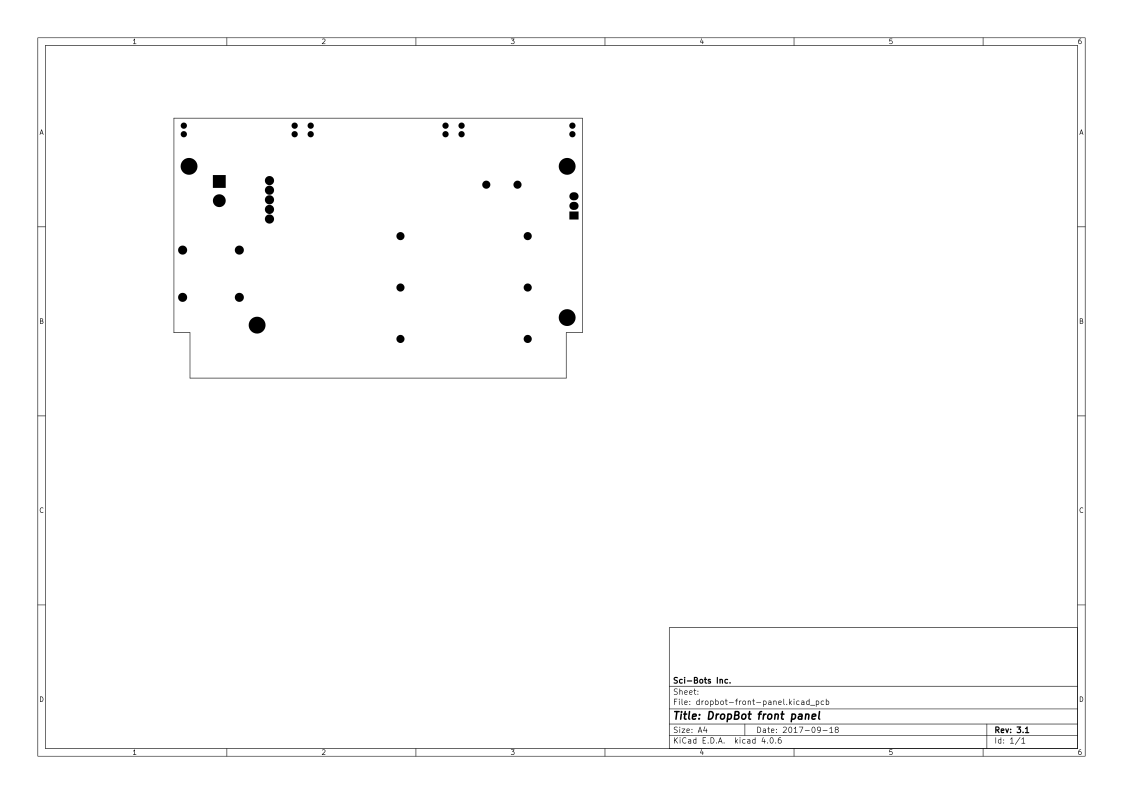 1 2 3 4 5 6
A A
B B
C C
Sci-Bots Inc.
Sheet:
File: dropbot-front-panel.kicad_pcb
D D
Title: DropBot front panel
Size: A4 Date: 2017-09-18 Rev: 3.1
KiCad E.D.A. kicad 4.0.6 Id: 1/1
1 2 3 4 5 6